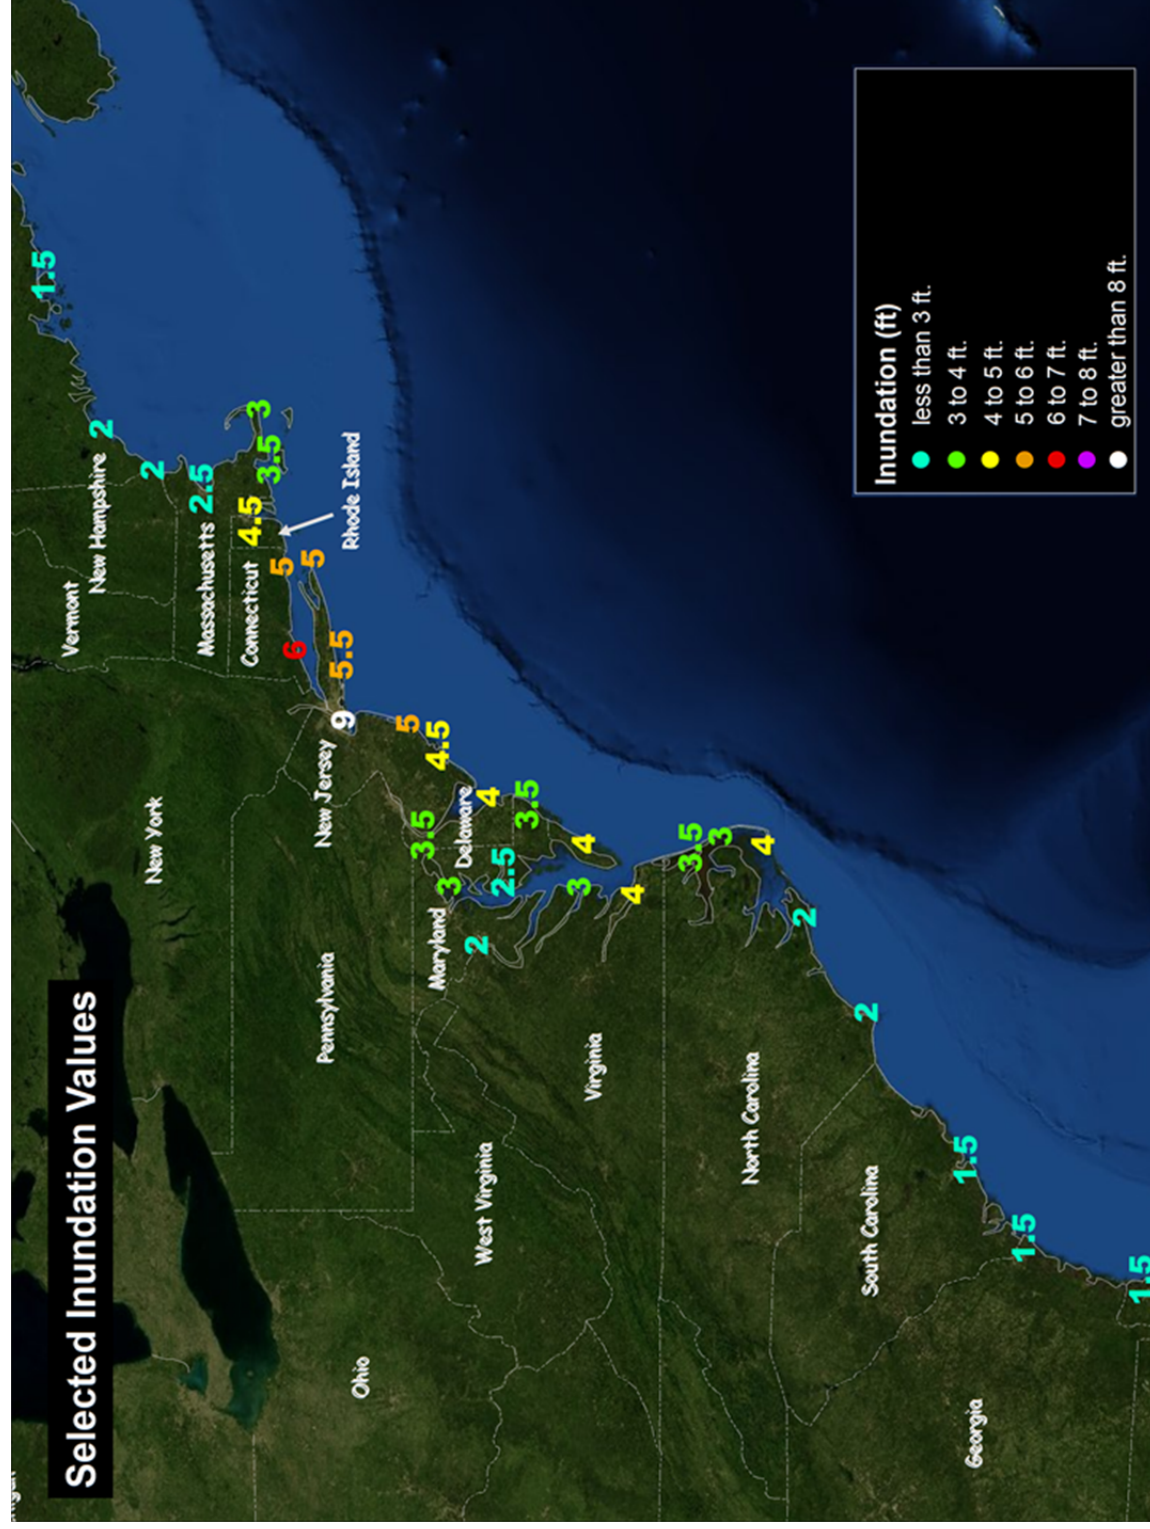 Selected Inundation Values
Vermont
New Hampshire
Massachusetts
Connecticut
Rhode Island
New York
New Jersey
Pennsylvania
Delaware
Maryland
Ohio
West Virginia
Virginia
North Carolina
South Carolina
Georgia
1.5
2
2
2.5
3
3.5
4.5
5
5
6
5.5
9
5
4.5
4
3.5
3.5
3
2.5
2
4
3
4
3.5
3
4
2
2
1.5
1.5
1.5
Inundation (ft)
less than 3 ft.
3 to 4 ft.
4 to 5 ft.
5 to 6 ft.
6 to 7 ft.
7 to 8 ft.
greater than 8 ft.